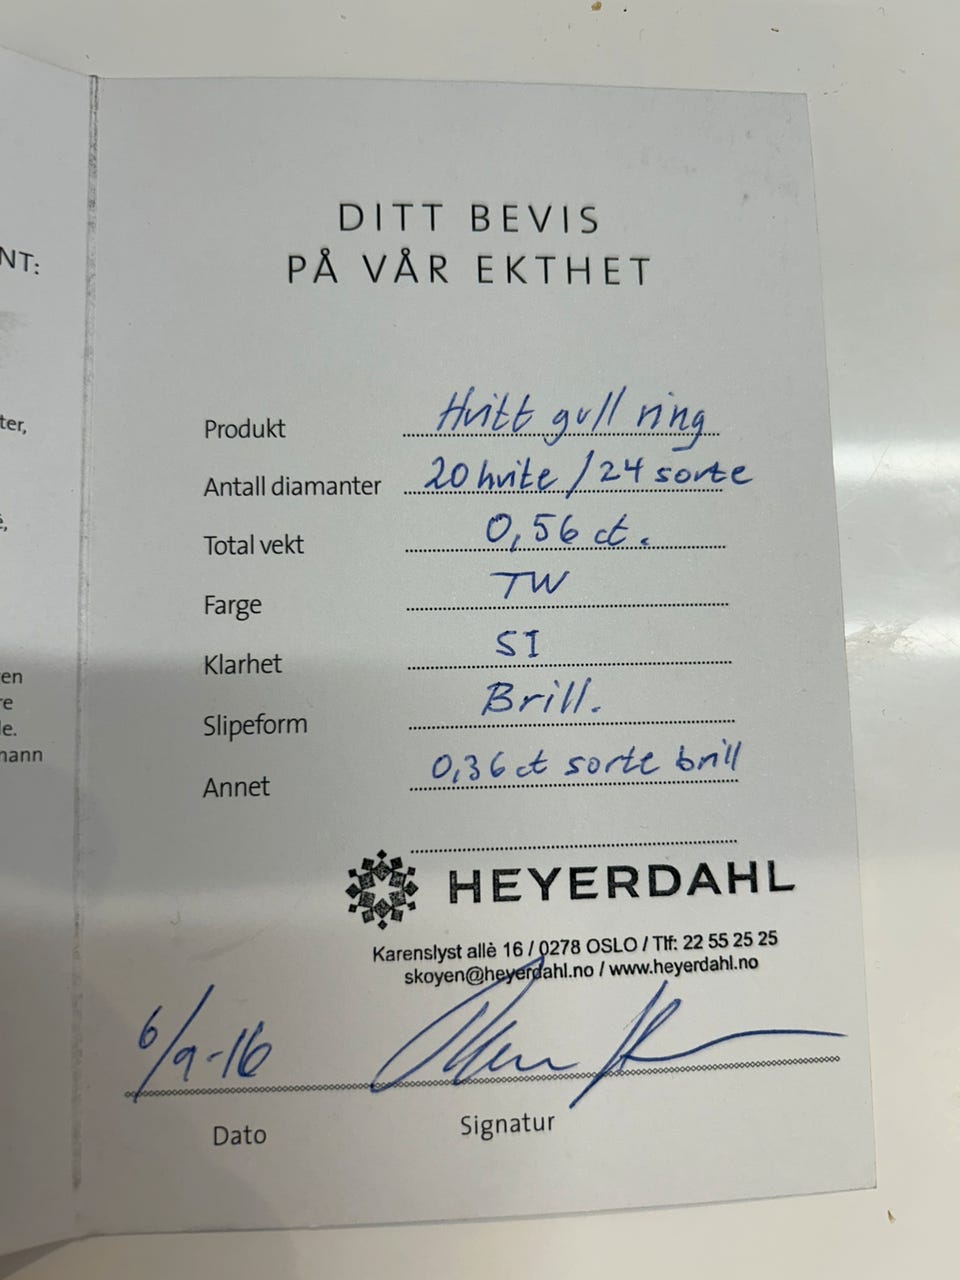 NT:
ter,
en
re
le.
mann
DITT BEVIS
PÅ VÅR EKTHET
Produkt Hvitt gull ring
Antall diamanter 20 hvite / 24 sorte
Total vekt 0,56 ct.
Farge TW
Klarhet SI
Slipeform Brill.
Annet 0,36 ct sorte brill
HEYERDAHL
Karenslyst allè 16 / 0278 OSLO / Tlf: 22 55 25 25
skoyen@heyerdahl.no / www.heyerdahl.no
6/9-16
Dato Signatur